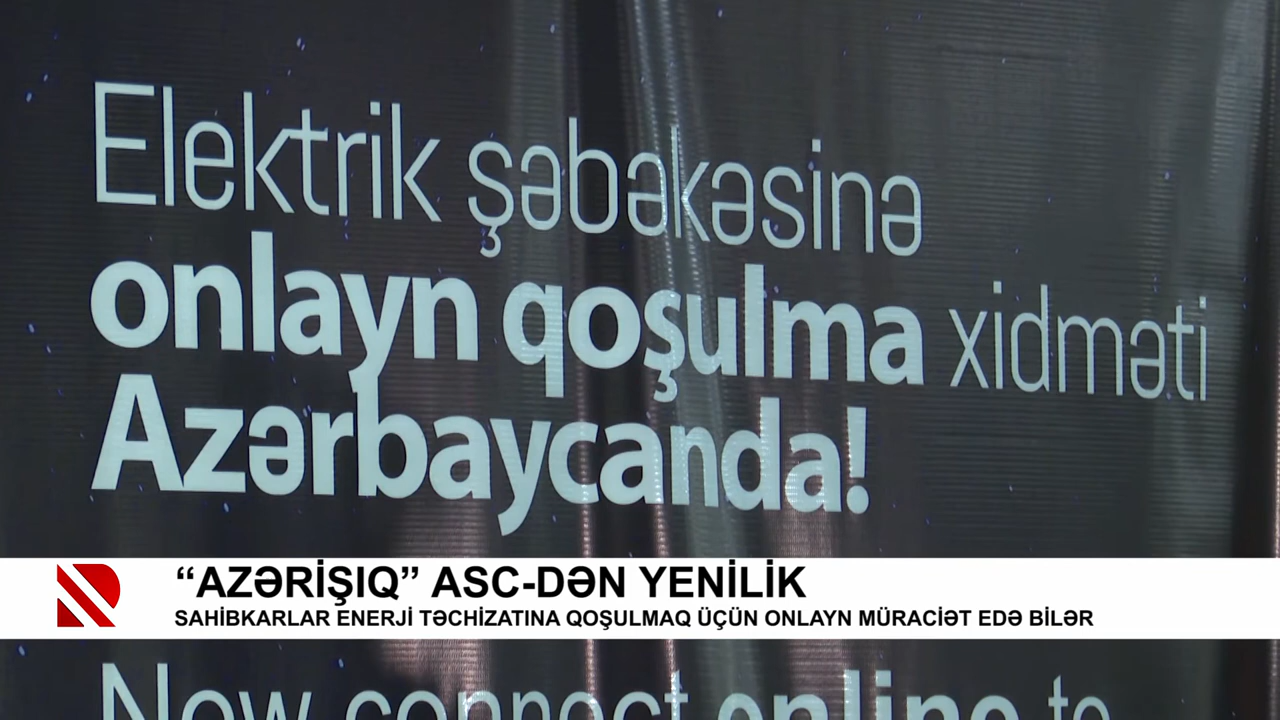 Elektrik şəbəkəsinə
onlayn qoşulma xidməti
Azərbaycanda!
“AZƏRİŞIQ” ASC-DƏN YENİLİK
SAHİBKARLAR ENERJİ TƏCHİZATINA QOŞULMAQ ÜÇÜN ONLAYN MÜRACİƏT EDƏ BİLƏR
Now connect online to